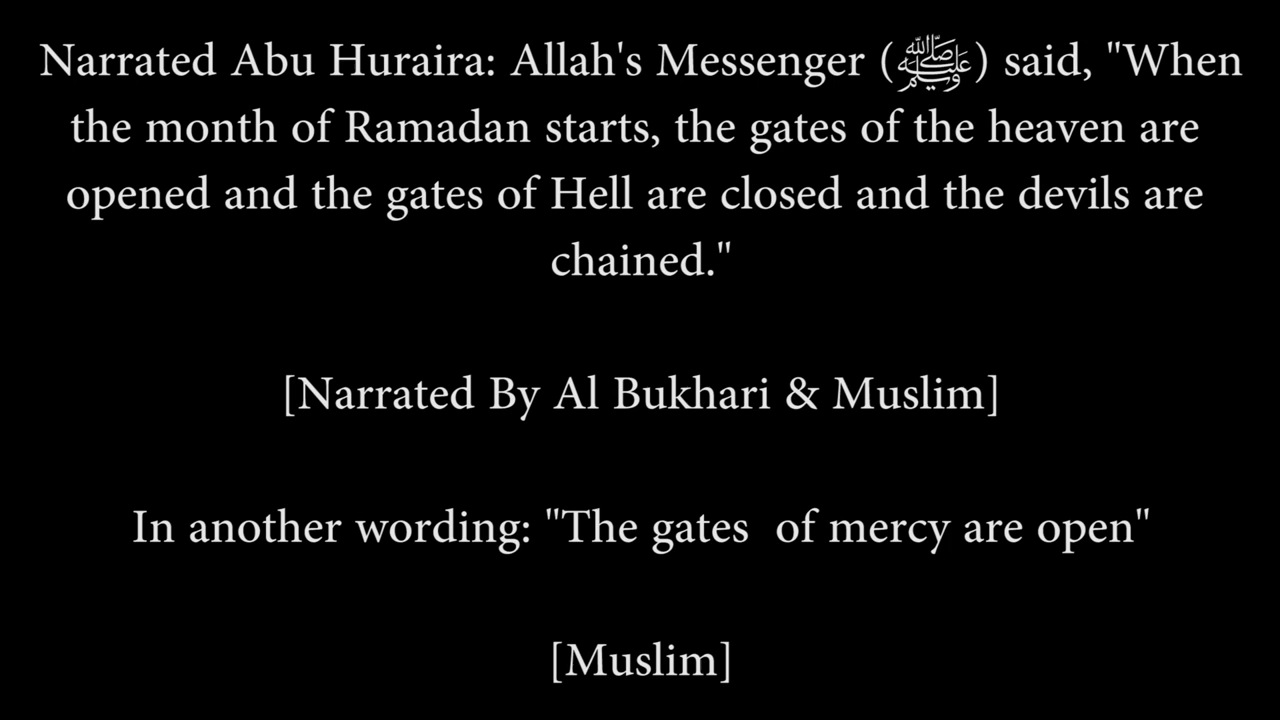 Narrated Abu Huraira: Allah's Messenger (ﷺ) said, "When
the month of Ramadan starts, the gates of the heaven are
opened and the gates of Hell are closed and the devils are
chained."
[Narrated By Al Bukhari & Muslim]
In another wording: "The gates  of mercy are open"
[Muslim]